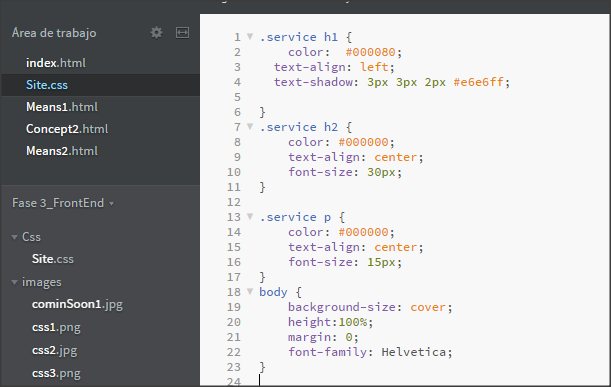 Área de trabajo
index.html
Site.css
Means1.html
Concept2.html
Means2.html
Fase 3_FrontEnd
Css
Site.css
images
cominSoon1.jpg
css1.png
css2.jpg
css3.png
1 .service h1 {
2 color: #000080;
3 text-align: left;
4 text-shadow: 3px 3px 2px #e6e6ff;
5
6 }
7 .service h2 {
8 color: #000000;
9 text-align: center;
10 font-size: 30px;
11 }
12
13 .service p {
14 color: #000000;
15 text-align: center;
16 font-size: 15px;
17 }
18 body {
19 background-size: cover;
20 height:100%;
21 margin: 0;
22 font-family: Helvetica;
23 }
24